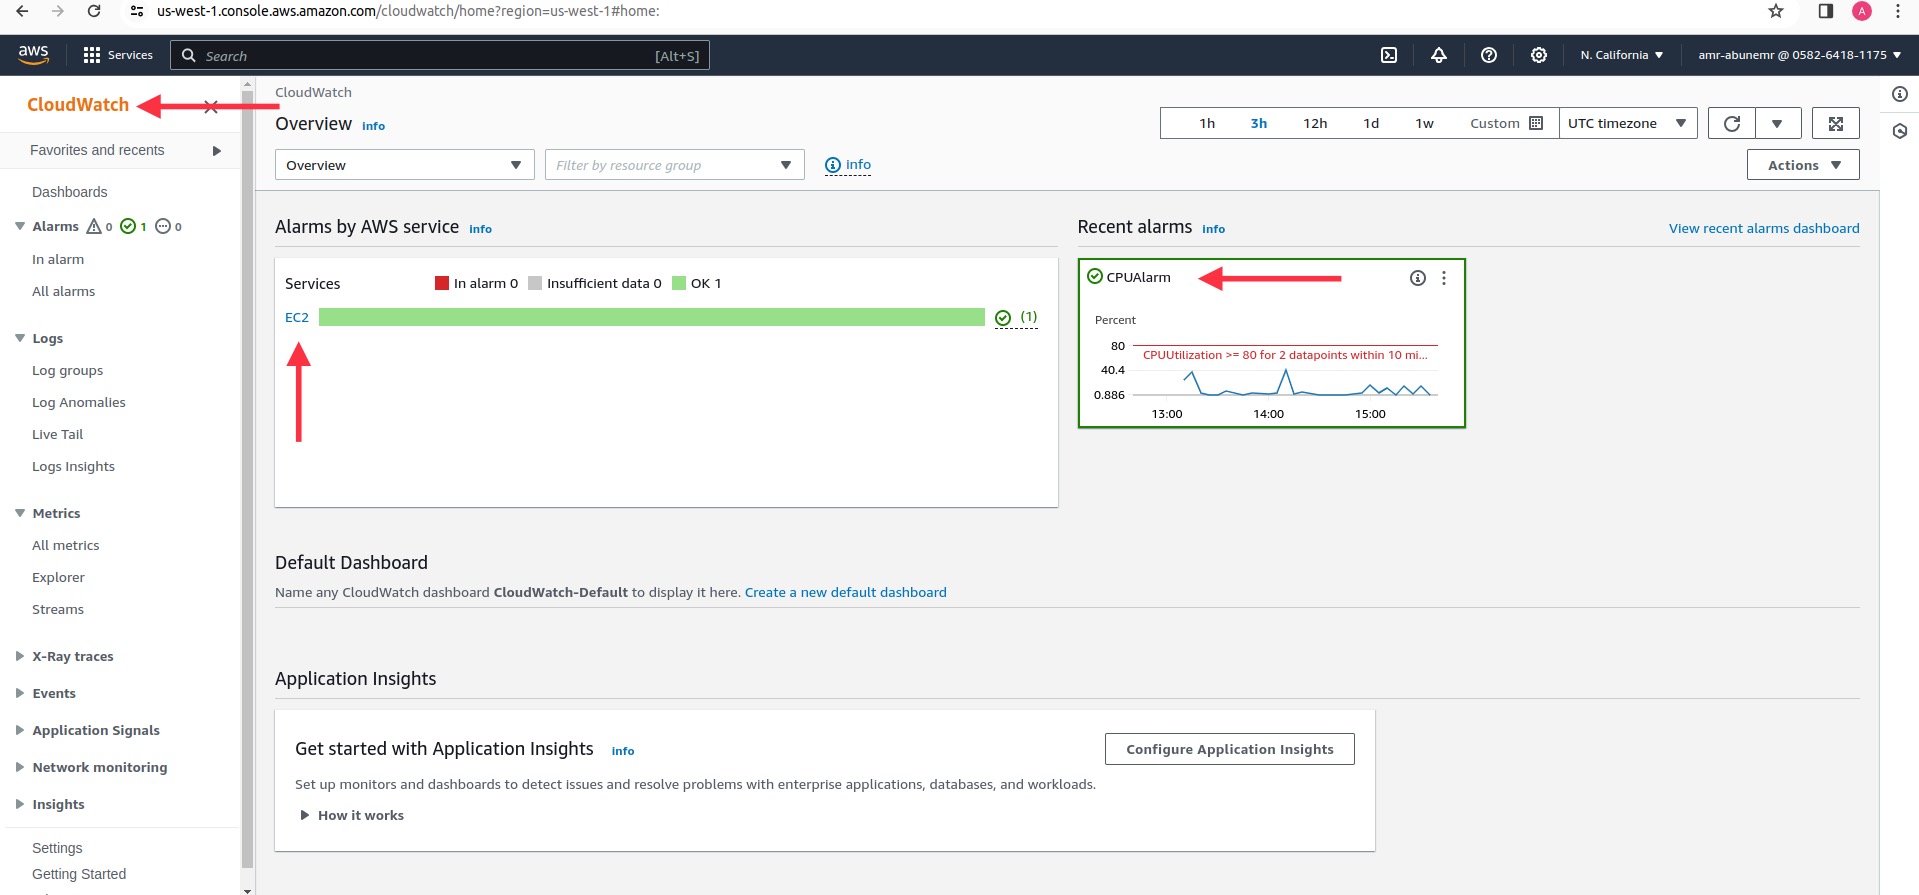 us-west-1.console.aws.amazon.com/cloudwatch/home?region=us-west-1#home:
A
aws
Services
Search
[Alt+S]
N. California
amr-abunemr @ 0582-6418-1175
CloudWatch
Favorites and recents
Dashboards
Alarms 0 1 0
In alarm
All alarms
Logs
Log groups
Log Anomalies
Live Tail
Logs Insights
Metrics
All metrics
Explorer
Streams
X-Ray traces
Events
Application Signals
Network monitoring
Insights
Settings
Getting Started
CloudWatch
Overview info
1h 3h 12h 1d 1w Custom UTC timezone
Overview
Filter by resource group
info
Actions
Alarms by AWS service info
Services In alarm 0 Insufficient data 0 OK 1
EC2 (1)
Recent alarms info
View recent alarms dashboard
CPUAlarm
Percent
80
CPUUtilization >= 80 for 2 datapoints within 10 mi...
40.4
0.886
13:00 14:00 15:00
Default Dashboard
Name any CloudWatch dashboard CloudWatch-Default to display it here. Create a new default dashboard
Application Insights
Get started with Application Insights info
Configure Application Insights
Set up monitors and dashboards to detect issues and resolve problems with enterprise applications, databases, and workloads.
How it works